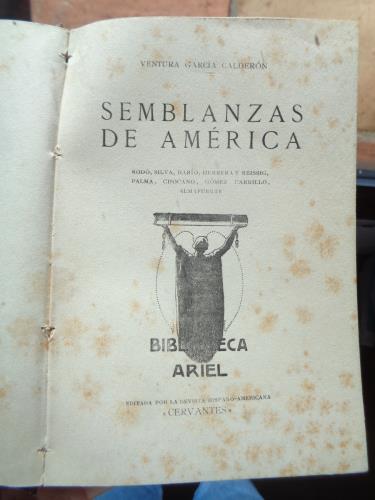 VENTURA GARCÍA CALDERÓN
SEMBLANZAS
DE AMÉRICA
RODÓ, SILVA, DARÍO, HERRERA Y REISSIG,
PALMA, CHOCANO, GÓMEZ CARRILLO,
ALMAFUERTE
BIBLIOTECA
ARIEL
EDITADA POR LA REVISTA HISPANO-AMERICANA
«CERVANTES»